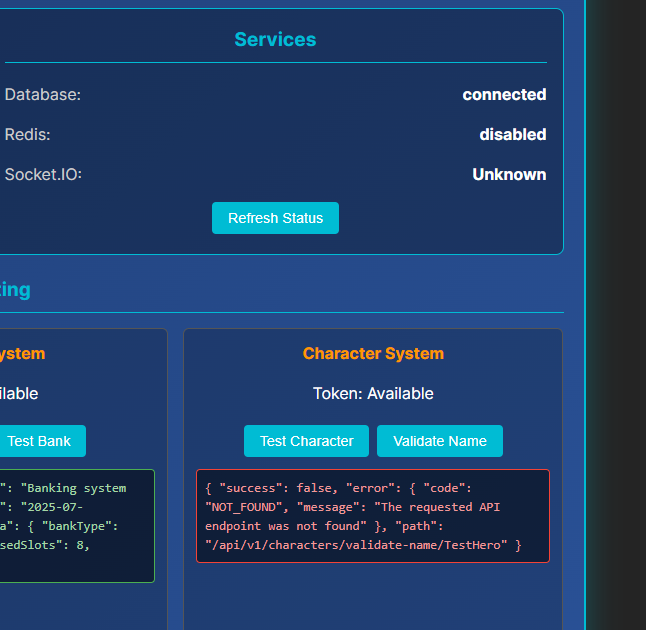 Services
Database: connected
Redis: disabled
Socket.IO: Unknown
Refresh Status
ting
ystem
ilable
Test Bank
": "Banking system
": "2025-07-
a": { "bankType":
sedSlots": 8,
Character System
Token: Available
Test Character Validate Name
{ "success": false, "error": { "code":
"NOT_FOUND", "message": "The requested API
endpoint was not found" }, "path":
"/api/v1/characters/validate-name/TestHero" }